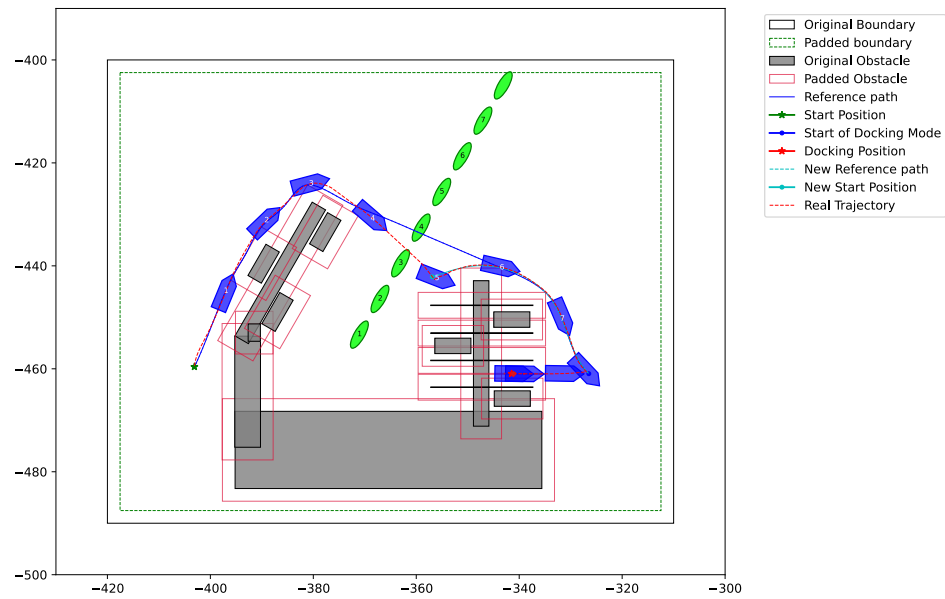 Original Boundary
Padded boundary
Original Obstacle
Padded Obstacle
Reference path
Start Position
Start of Docking Mode
Docking Position
New Reference path
New Start Position
Real Trajectory
−400
−420
−440
−460
−480
−500
−420
−400
−380
−360
−340
−320
−300
1
2
3
4
5
6
7
1
2
3
4
5
6
7